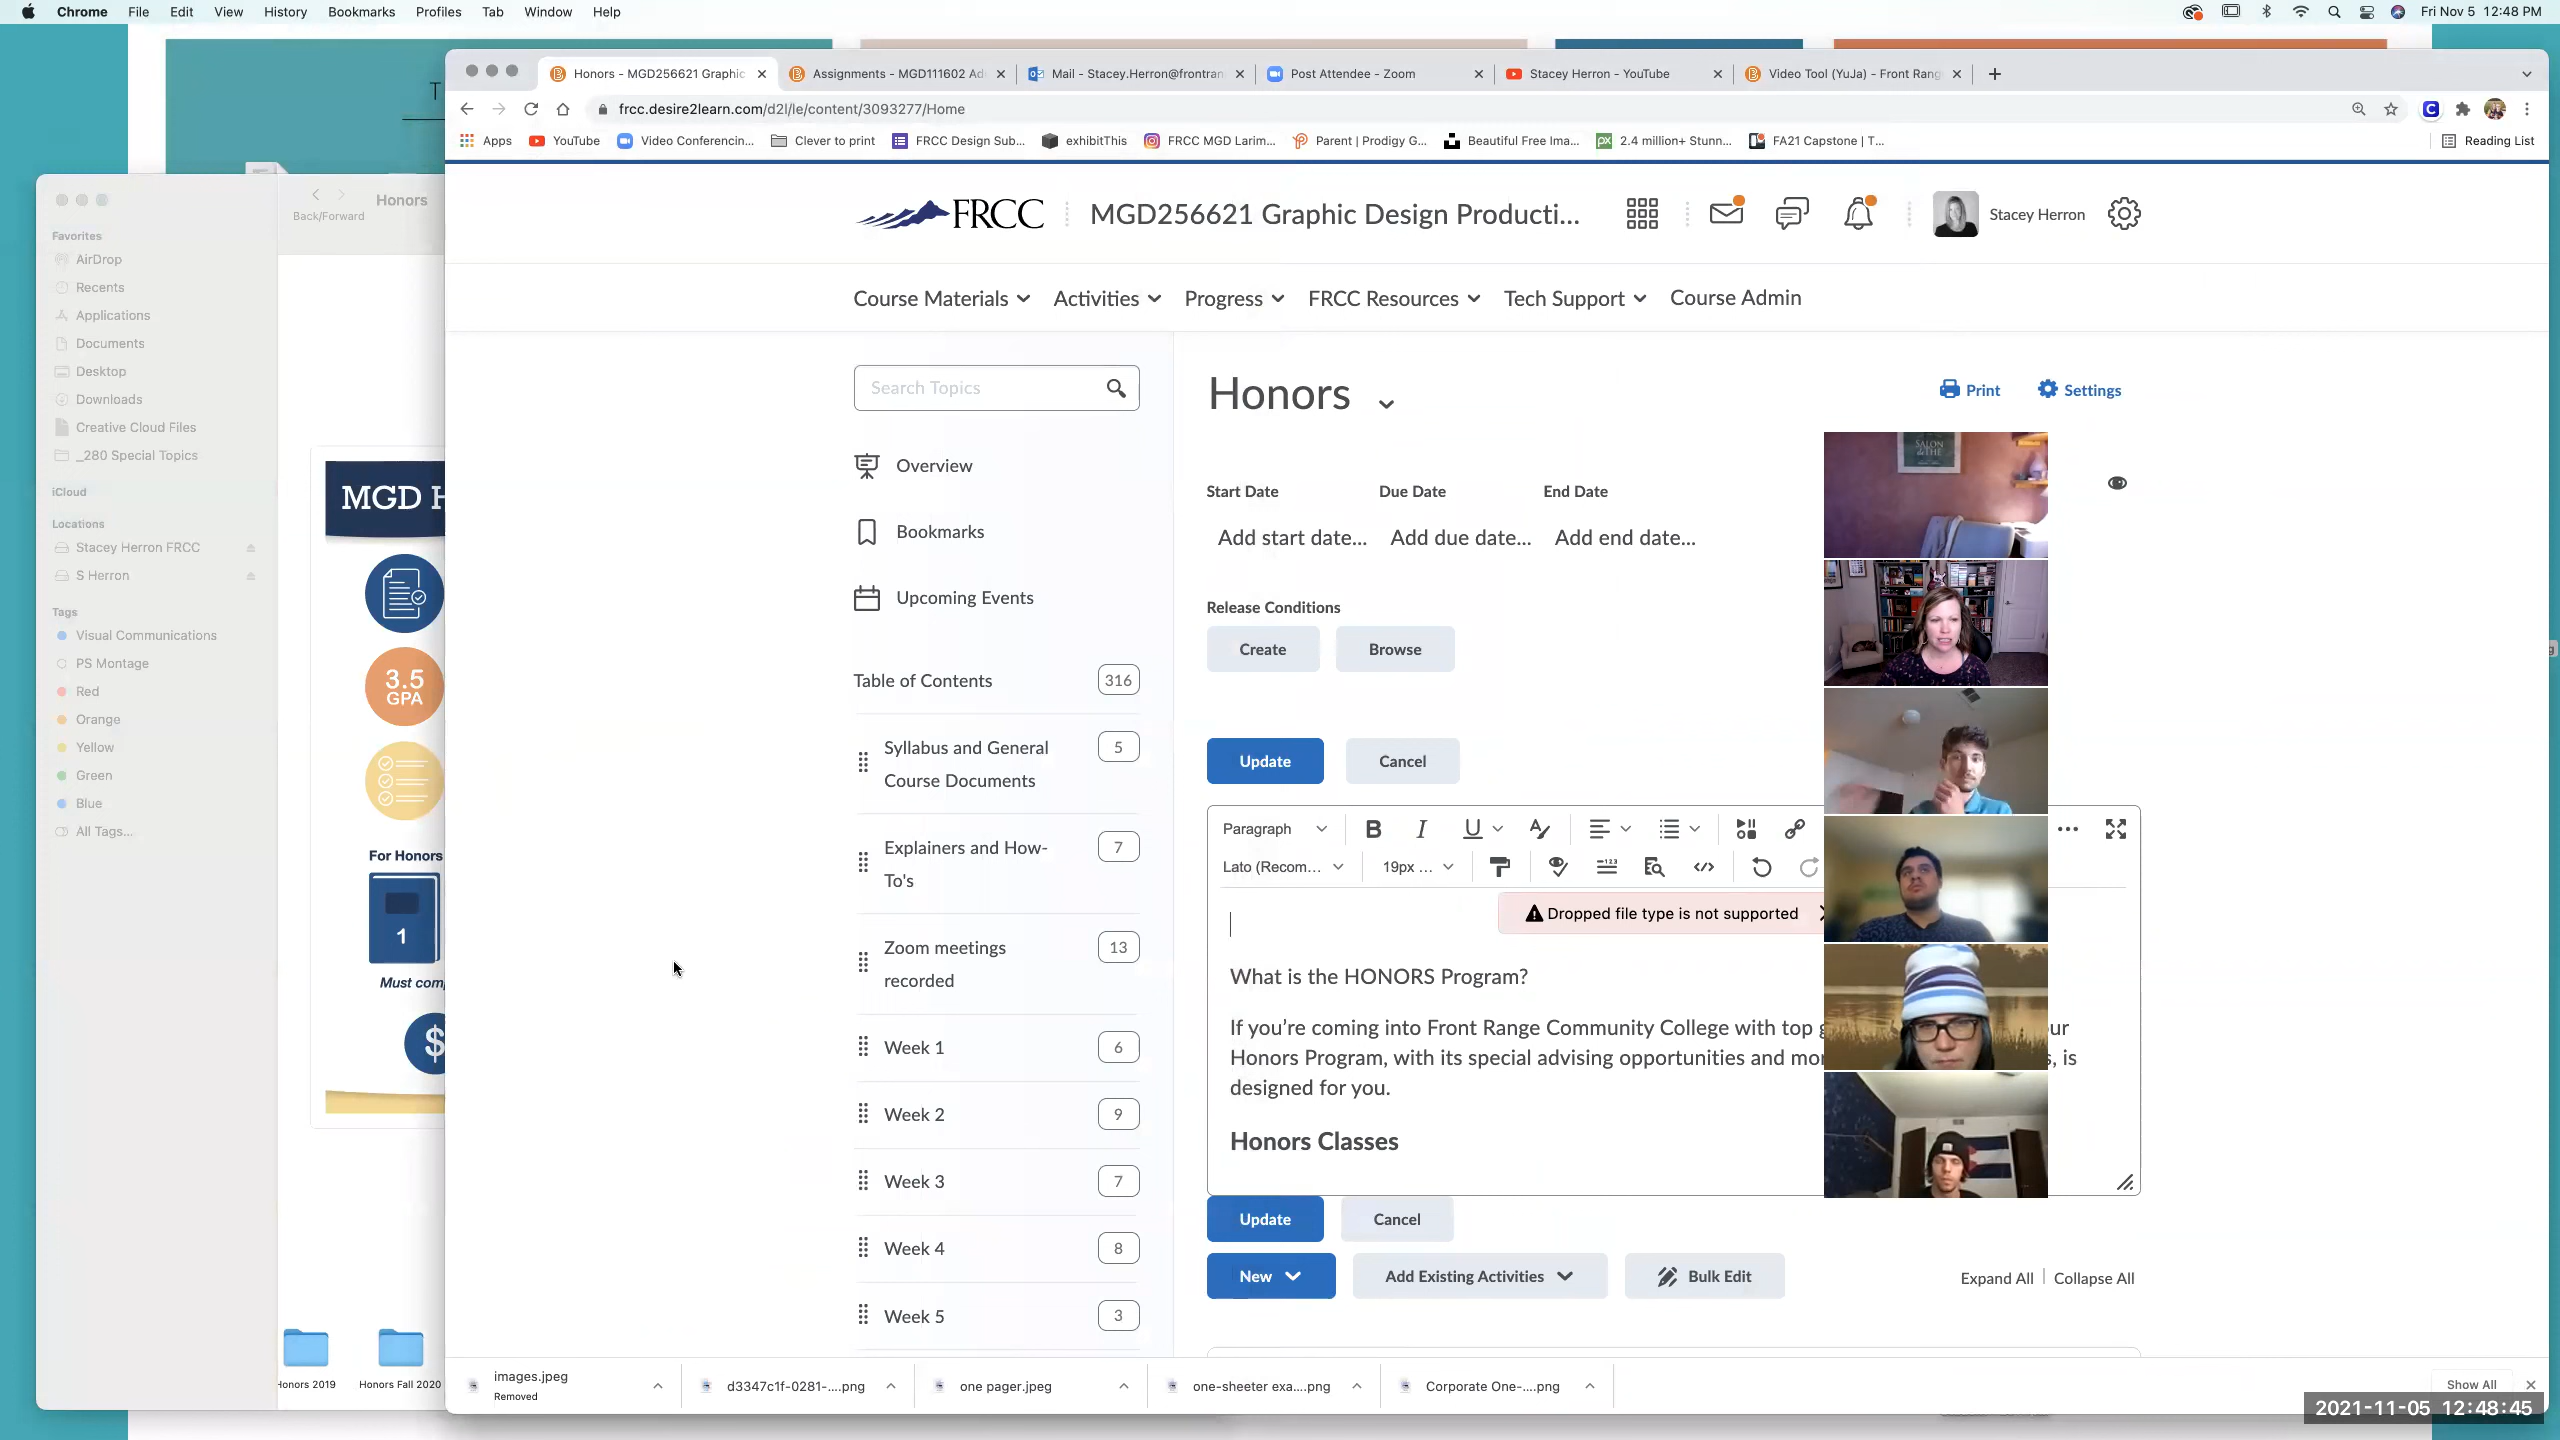 Chrome File Edit View History Bookmarks Profiles Tab Window Help
Fri Nov 5 12:48 PM
Honors - MGD256621 Graphic
Assignments - MGD111602 Ad
Mail - Stacey.Herron@frontran
Post Attendee - Zoom
Stacey Herron - YouTube
Video Tool (YuJa) - Front Rang
frcc.desire2learn.com/d2l/le/content/3093277/Home
Apps YouTube Video Conferencin... Clever to print FRCC Design Sub... exhibitThis FRCC MGD Larim... Parent | Prodigy G... Beautiful Free Ima... 2.4 million+ Stunn... FA21 Capstone | T... Reading List
FRCC MGD256621 Graphic Design Producti... Stacey Herron
Course Materials Activities Progress FRCC Resources Tech Support Course Admin
Back/Forward
Honors
Favorites
AirDrop
Recents
Applications
Documents
Desktop
Downloads
Creative Cloud Files
_280 Special Topics
iCloud
Locations
Stacey Herron FRCC
S Herron
Tags
Visual Communications
PS Montage
Red
Orange
Yellow
Green
Blue
All Tags...
MGD H
3.5
GPA
For Honors
1
Must com
$
Honors 2019
Honors Fall 2020
Search Topics
Overview
Bookmarks
Upcoming Events
Table of Contents 316
Syllabus and General
Course Documents
5
Explainers and How-
To's
7
Zoom meetings
recorded
13
Week 1 6
Week 2 9
Week 3 7
Week 4 8
Week 5 3
Honors
Print Settings
Start Date Due Date End Date
Add start date... Add due date... Add end date...
Release Conditions
Create Browse
Update Cancel
Paragraph B I U
Lato (Recom... 19px ...
Dropped file type is not supported
What is the HONORS Program?
If you're coming into Front Range Community College with top g ur
Honors Program, with its special advising opportunities and mor s, is
designed for you.
Honors Classes
Update Cancel
New Add Existing Activities Bulk Edit
Expand All Collapse All
SALON
DE THÉ
images.jpeg
Removed
d3347c1f-0281-....png
one pager.jpeg
one-sheeter exa....png
Corporate One-....png
Show All
2021-11-05 12:48:45